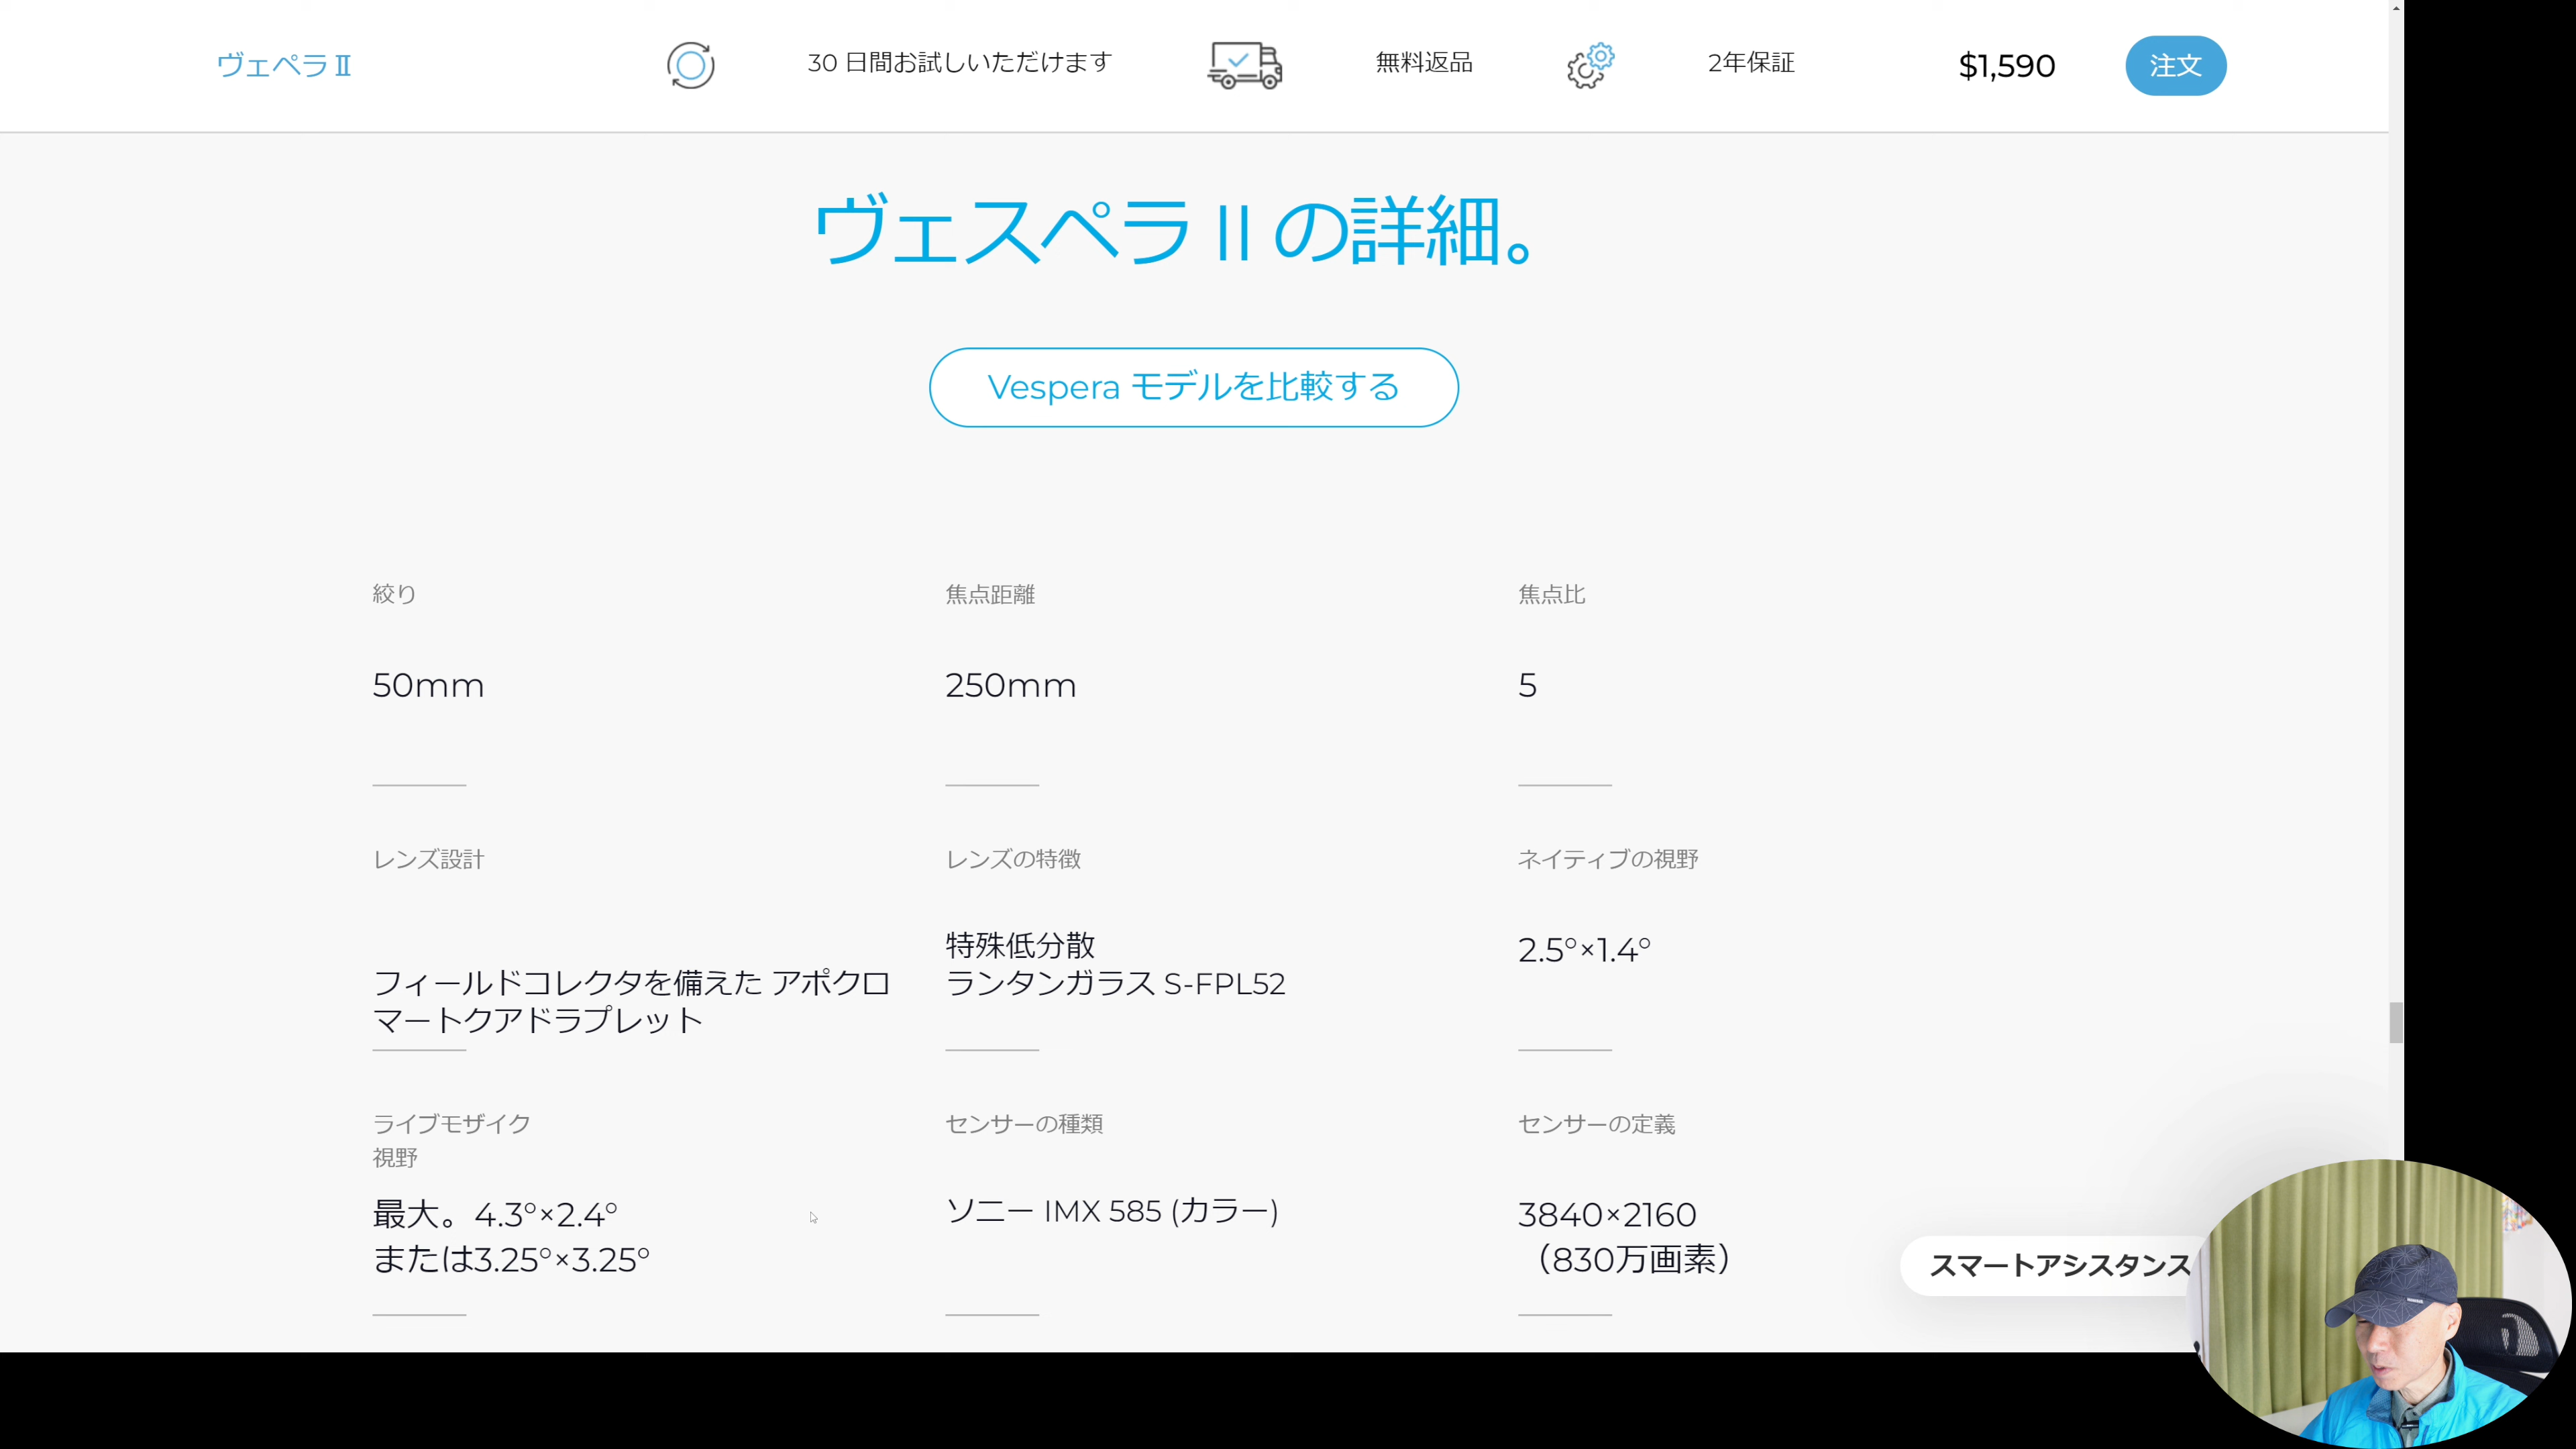 ヴェペラⅡ
30 日間お試しいただけます
無料返品
2年保証
$1,590
注文
ヴェスペラ II の詳細。
Vespera モデルを比較する
絞り
焦点距離
焦点比
50mm
250mm
5
レンズ設計
レンズの特徴
ネイティブの視野
フィールドコレクタを備えた アポクロ
マートクアドラプレット
特殊低分散
ランタンガラス S-FPL52
2.5°×1.4°
ライブモザイク
視野
センサーの種類
センサーの定義
最大。4.3°×2.4°
または3.25°×3.25°
ソニー IMX 585 (カラー)
3840×2160
（830万画素）
スマートアシスタンス